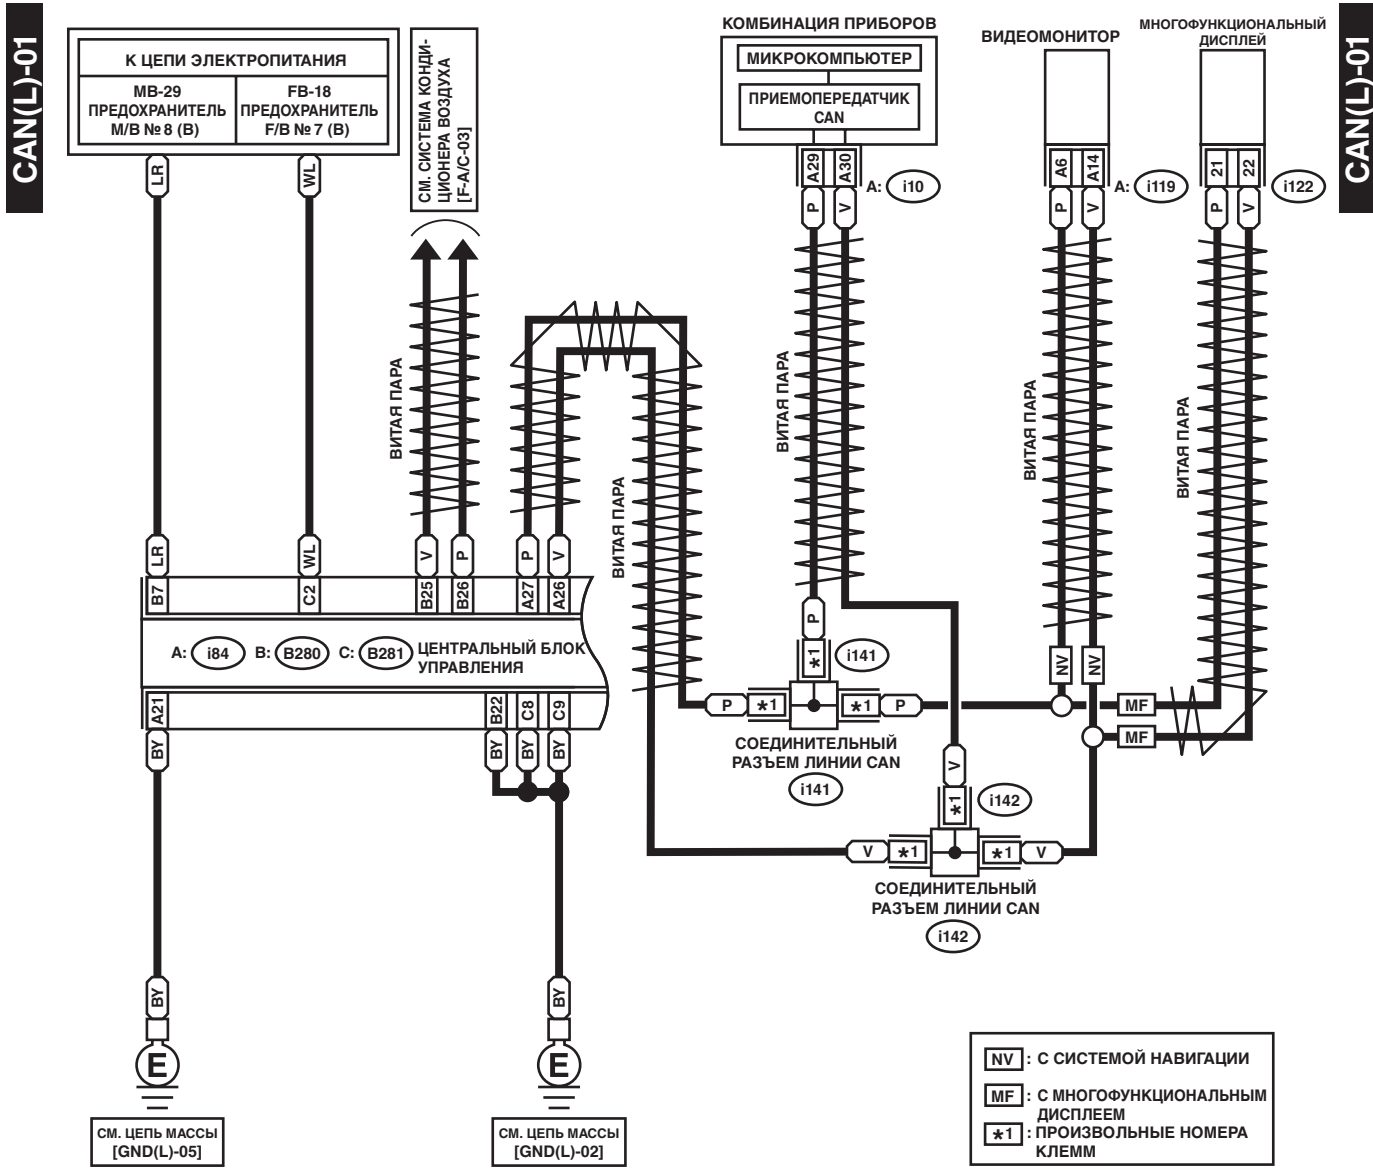 CAN(L)-01
CAN(L)-01
К ЦЕПИ ЭЛЕКТРОПИТАНИЯ
MB-29
ПРЕДОХРАНИТЕЛЬ
M/B № 8 (B)
FB-18
ПРЕДОХРАНИТЕЛЬ
F/B № 7 (B)
СМ. СИСТЕМА КОНДИ-
ЦИОНЕРА ВОЗДУХА
[F-A/C-03]
КОМБИНАЦИЯ ПРИБОРОВ
МИКРОКОМПЬЮТЕР
ПРИЕМОПЕРЕДАТЧИК
CAN
ВИДЕОМОНИТОР
МНОГОФУНКЦИОНАЛЬНЫЙ
ДИСПЛЕЙ
A29
A30
A: i10
A6
A14
A: i119
21
22
i122
LR
WL
P
V
P
V
P
V
ВИТАЯ ПАРА
ВИТАЯ ПАРА
ВИТАЯ ПАРА
ВИТАЯ ПАРА
ВИТАЯ ПАРА
LR
WL
V
P
P
V
B7
C2
B25
B26
A27
A26
A: i84 B: B280 C: B281 ЦЕНТРАЛЬНЫЙ БЛОК
УПРАВЛЕНИЯ
A21
B22
C8
C9
BY
BY
BY
BY
P
*1
i141
NV
NV
P
*1
*1
P
MF
MF
СОЕДИНИТЕЛЬНЫЙ
РАЗЪЕМ ЛИНИИ CAN
i141
V
*1
i142
V
*1
*1
V
СОЕДИНИТЕЛЬНЫЙ
РАЗЪЕМ ЛИНИИ CAN
i142
BY
BY
E
E
СМ. ЦЕПЬ МАССЫ
[GND(L)-05]
СМ. ЦЕПЬ МАССЫ
[GND(L)-02]
NV : С СИСТЕМОЙ НАВИГАЦИИ
MF : С МНОГОФУНКЦИОНАЛЬНЫМ
ДИСПЛЕЕМ
*1 : ПРОИЗВОЛЬНЫЕ НОМЕРА
КЛЕММ